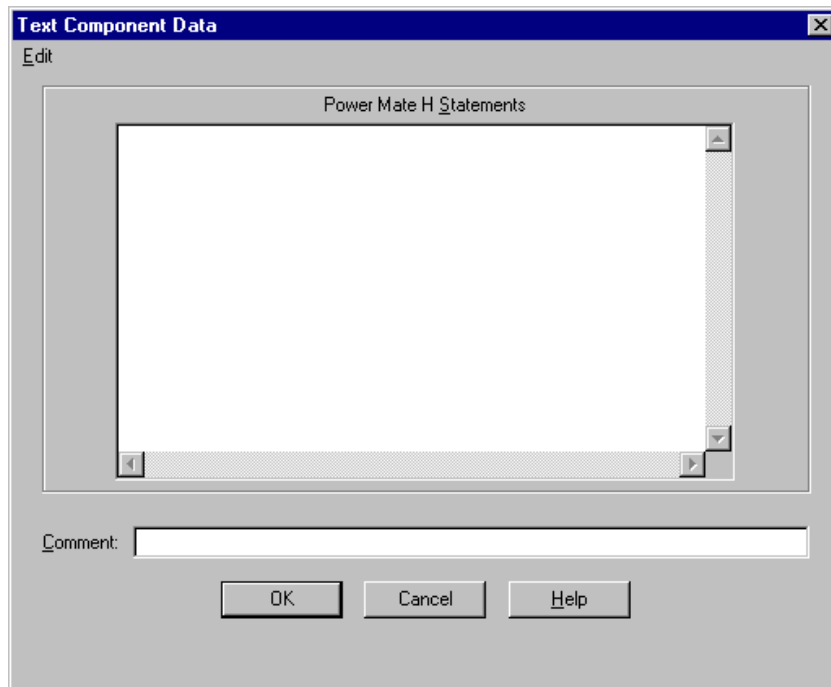 Text Component Data
Edit
Power Mate H Statements
Comment:
OK Cancel Help